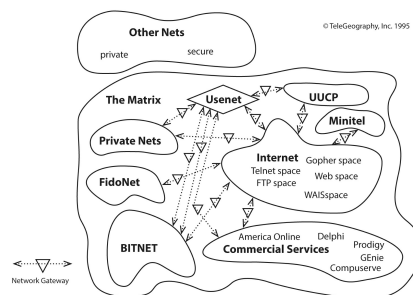 © TeleGeography, Inc. 1995
Other Nets
private secure
The Matrix
Usenet
UUCP
Minitel
Private Nets
Internet
Gopher space
Telnet space
Web space
FTP space
WAISspace
FidoNet
BITNET
America Online Delphi
Prodigy
Commercial Services
GEnie
Compuserve
Network Gateway